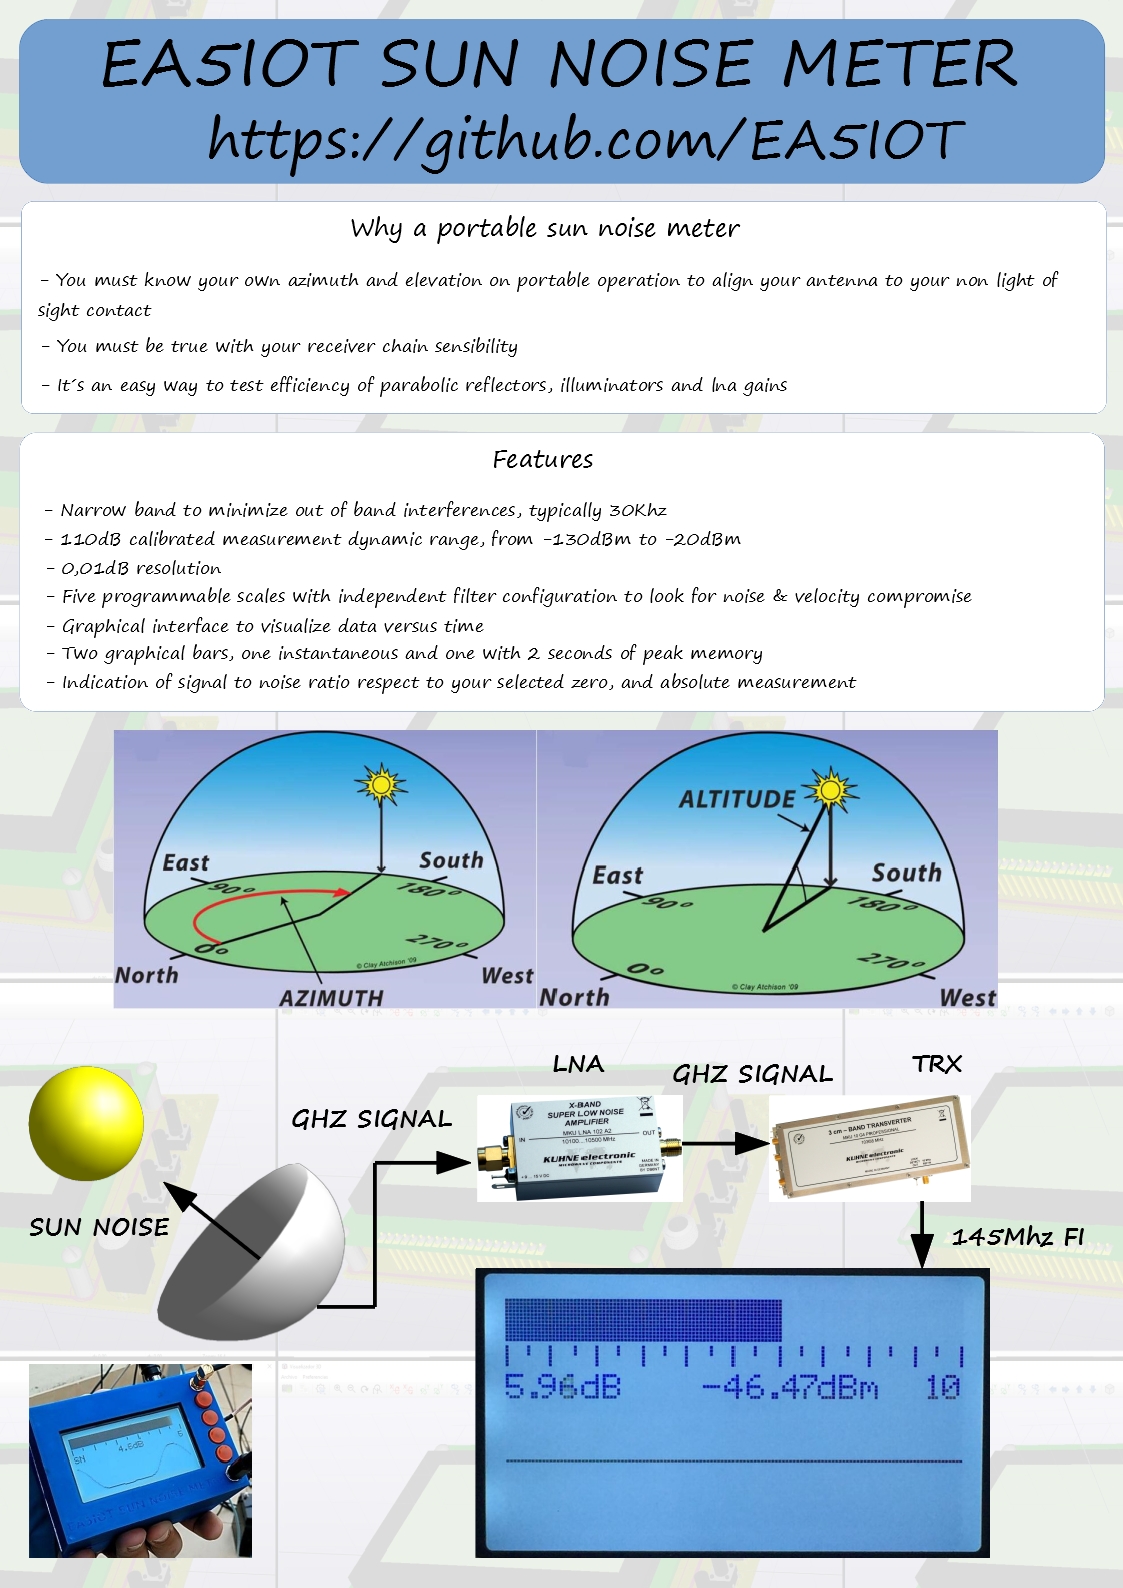 EA5IOT SUN NOISE METER
https://github.com/EA5IOT
Why a portable sun noise meter
- You must know your own azimuth and elevation on portable operation to align your antenna to your non light of
sight contact
- You must be true with your receiver chain sensibility
- It´s an easy way to test efficiency of parabolic reflectors, illuminators and lna gains
Features
- Narrow band to minimize out of band interferences, typically 30Khz
- 110dB calibrated measurement dynamic range, from -130dBm to -20dBm
- 0,01dB resolution
- Five programmable scales with independent filter configuration to look for noise & velocity compromise
- Graphical interface to visualize data versus time
- Two graphical bars, one instantaneous and one with 2 seconds of peak memory
- Indication of signal to noise ratio respect to your selected zero, and absolute measurement
East
South
90°
180°
0°
270°
© Clay Atchison '09
North
West
AZIMUTH
ALTITUDE
East
South
90°
180°
0°
270°
© Clay Atchison '09
North
West
LNA
GHZ SIGNAL
TRX
GHZ SIGNAL
X-BAND
SUPER LOW NOISE
AMPLIFIER
MKU LNA 102 A2
10100...10500 MHz
IN
OUT
KUHNE electronic
MICROWAVE COMPONENTS
+9 ... 15 V DC
MADE IN
GERMANY
3 cm – BAND TRANSVERTER
KUHNE electronic
SUN NOISE
145Mhz FI
5.96dB -46.47dBm 10
4.6dB
SN